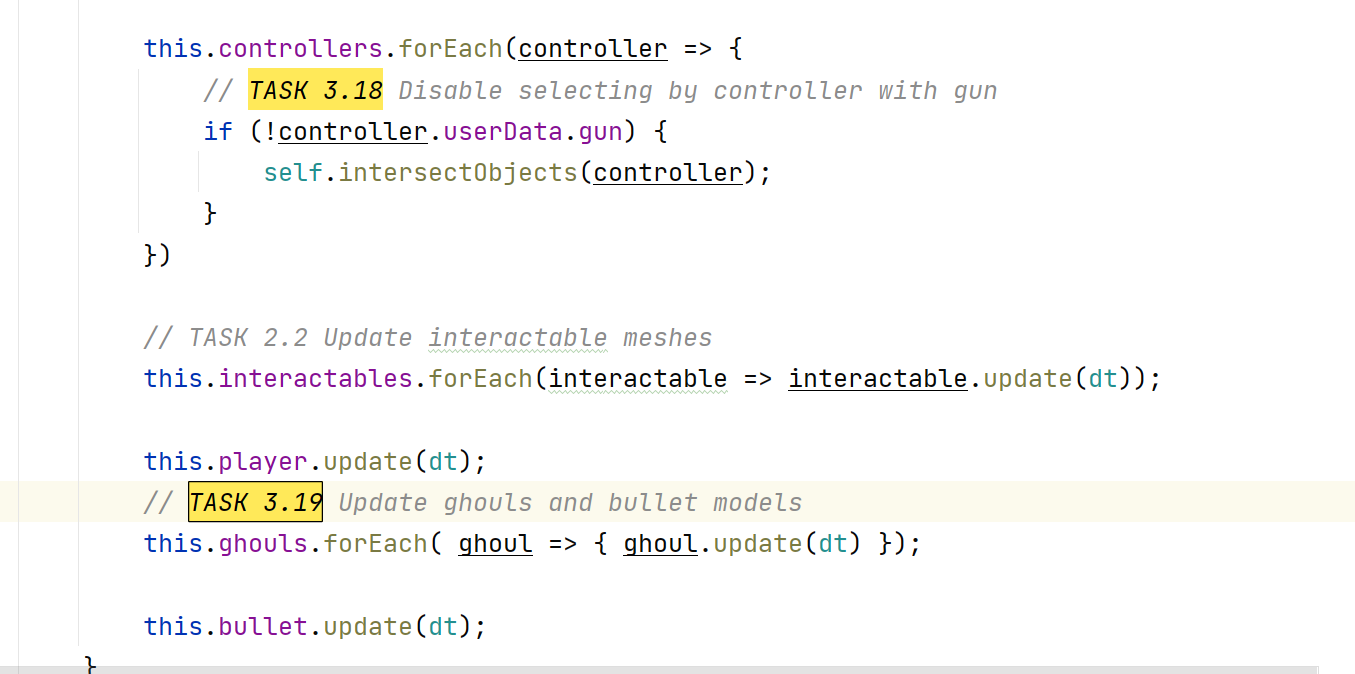 this.controllers.forEach(controller => {
// TASK 3.18 Disable selecting by controller with gun
if (!controller.userData.gun) {
self.intersectObjects(controller);
}
})
// TASK 2.2 Update interactable meshes
this.interactables.forEach(interactable => interactable.update(dt));
this.player.update(dt);
// TASK 3.19 Update ghouls and bullet models
this.ghouls.forEach( ghoul => { ghoul.update(dt) });
this.bullet.update(dt);
}